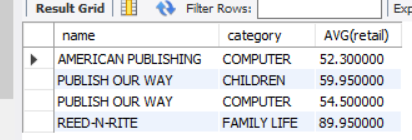 Result Grid Filter Rows: Exp
name category AVG(retail)
AMERICAN PUBLISHING COMPUTER 52.300000
PUBLISH OUR WAY CHILDREN 59.950000
PUBLISH OUR WAY COMPUTER 54.500000
REED-N-RITE FAMILY LIFE 89.950000